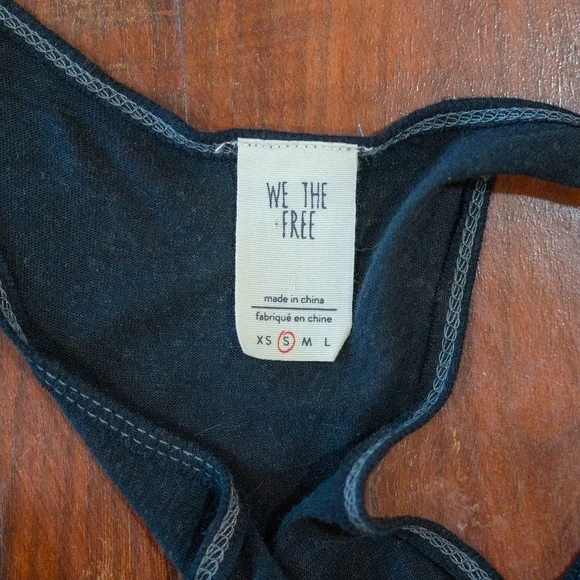 WE THE
FREE
made in china
fabriqué en chine
XS S M L